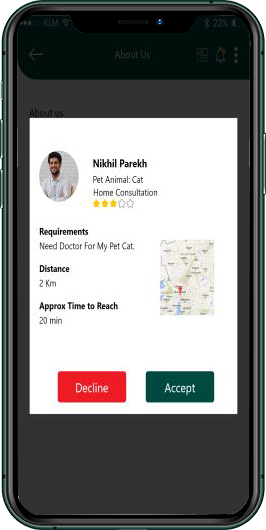 KLM
22%
About Us
About us
Nikhil Parekh
Pet Animal: Cat
Home Consultation
Requirements
Need Doctor For My Pet Cat.
Distance
2 Km
Approx Time to Reach
20 min
Decline
Accept